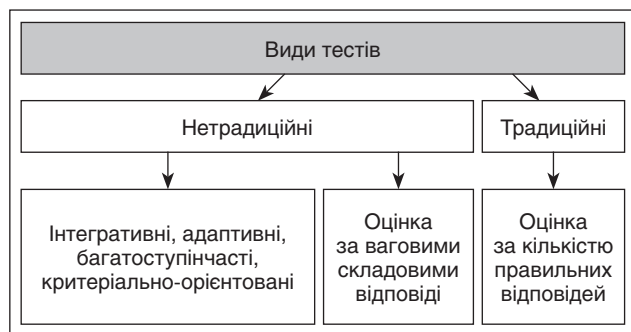 Види тестів
Нетрадиційні
Традиційні
Інтегративні, адаптивні,
багатоступінчасті,
критеріально-орієнтовані
Оцінка
за ваговими
складовими
відповіді
Оцінка
за кількістю
правильних
відповідей